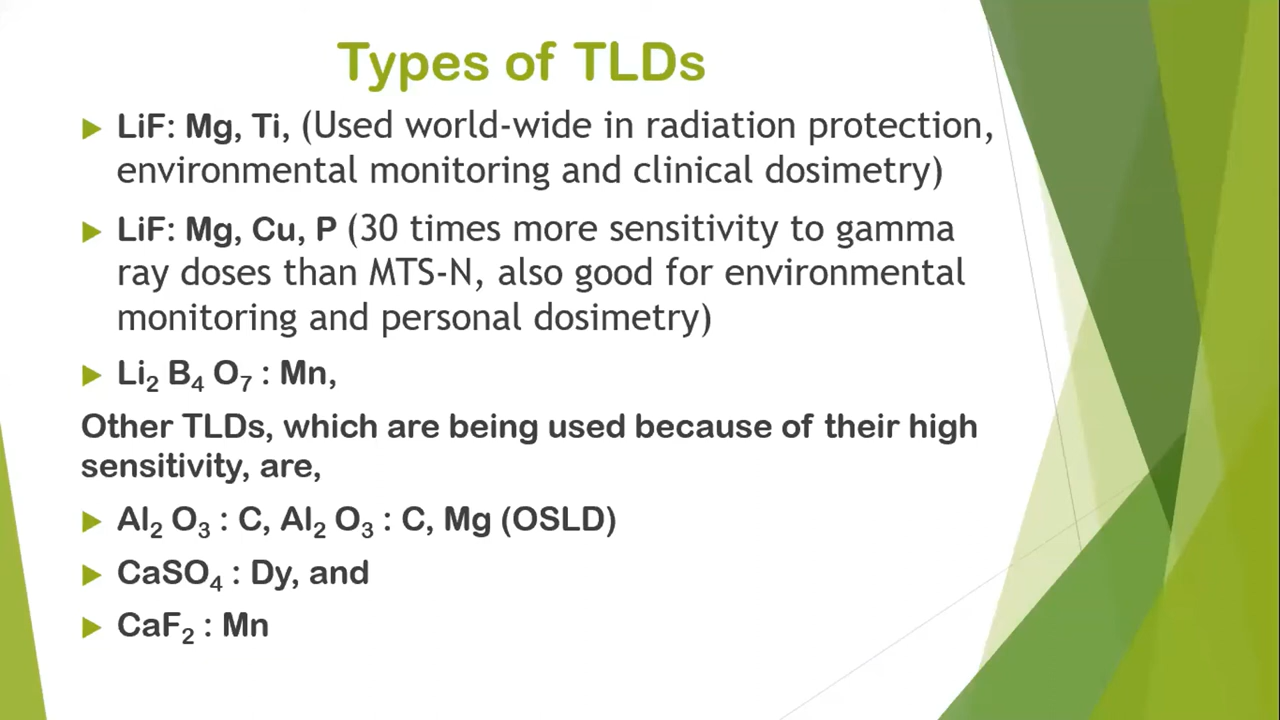 Types of TLDs
LiF: Mg, Ti, (Used world-wide in radiation protection,
environmental monitoring and clinical dosimetry)
LiF: Mg, Cu, P (30 times more sensitivity to gamma
ray doses than MTS-N, also good for environmental
monitoring and personal dosimetry)
Li₂ B₄ O₇ : Mn,
Other TLDs, which are being used because of their high
sensitivity, are,
Al₂ O₃ : C, Al₂ O₃ : C, Mg (OSLD)
CaSO₄ : Dy, and
CaF₂ : Mn